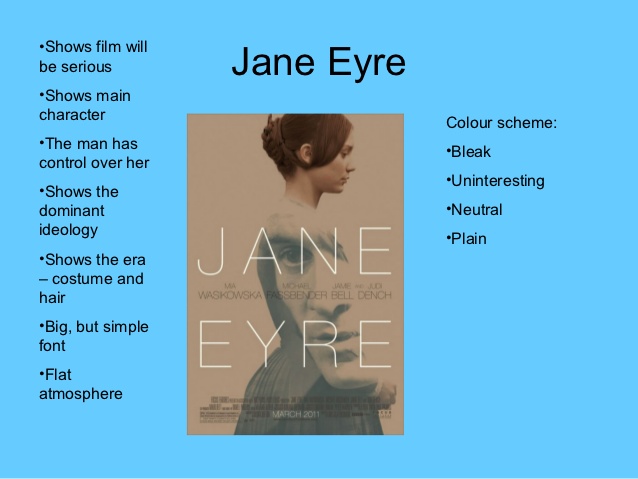 Jane Eyre
•Shows film will
be serious
•Shows main
character
•The man has
control over her
•Shows the
dominant
ideology
•Shows the era
– costume and
hair
•Big, but simple
font
•Flat
atmosphere
JANE
MIA MICHAEL JAMIE AND JUDI
WASIKOWSKA FASSBENDER BELL DENCH
EYRE
MARCH 2011
Colour scheme:
•Bleak
•Uninteresting
•Neutral
•Plain